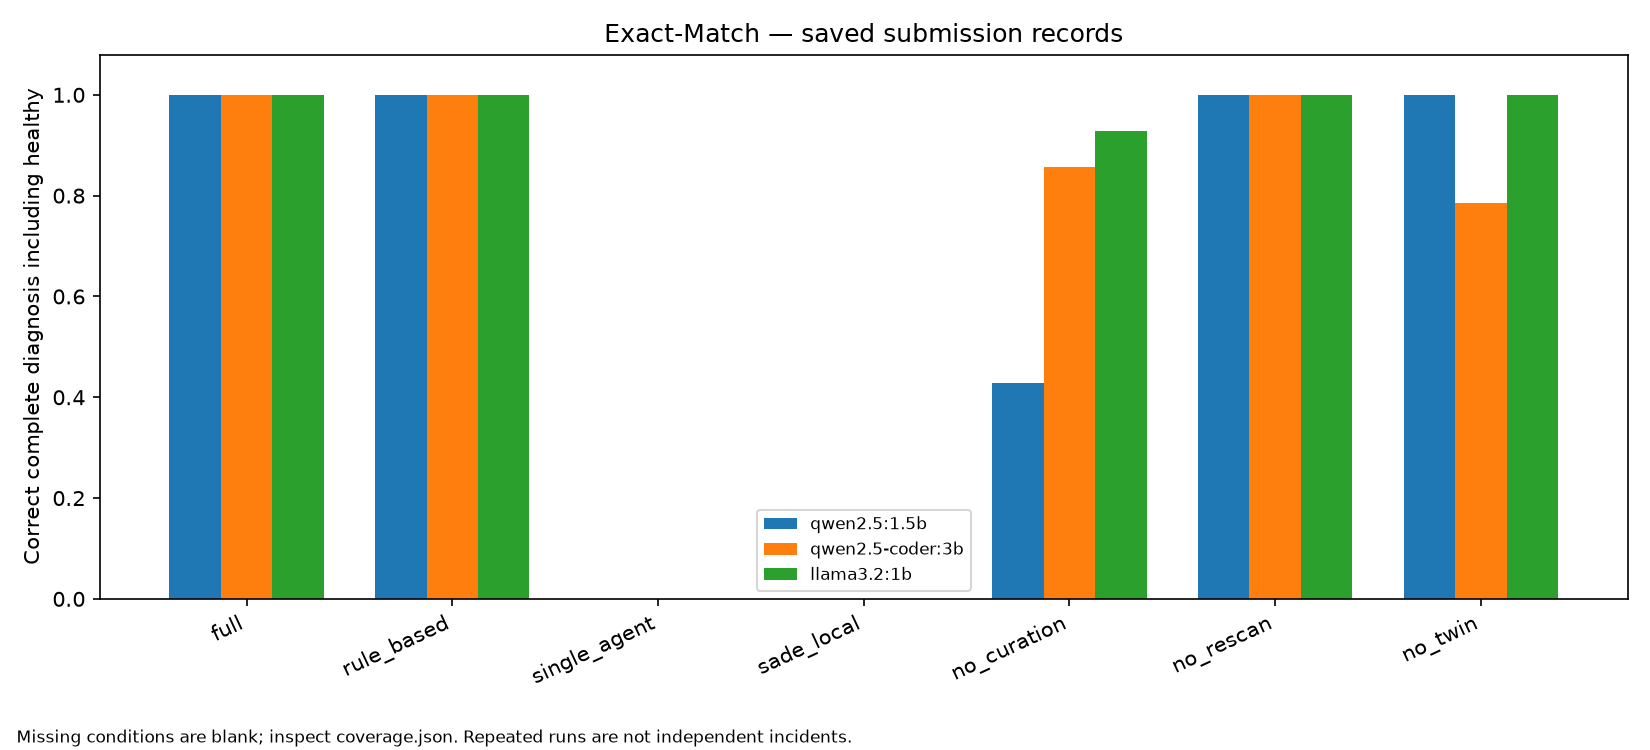 Exact-Match — saved submission records
Correct complete diagnosis including healthy
1.0
0.8
0.6
0.4
0.2
0.0
qwen2.5:1.5b
qwen2.5-coder:3b
llama3.2:1b
full
rule_based
single_agent
sade_local
no_curation
no_rescan
no_twin
Missing conditions are blank; inspect coverage.json. Repeated runs are not independent incidents.